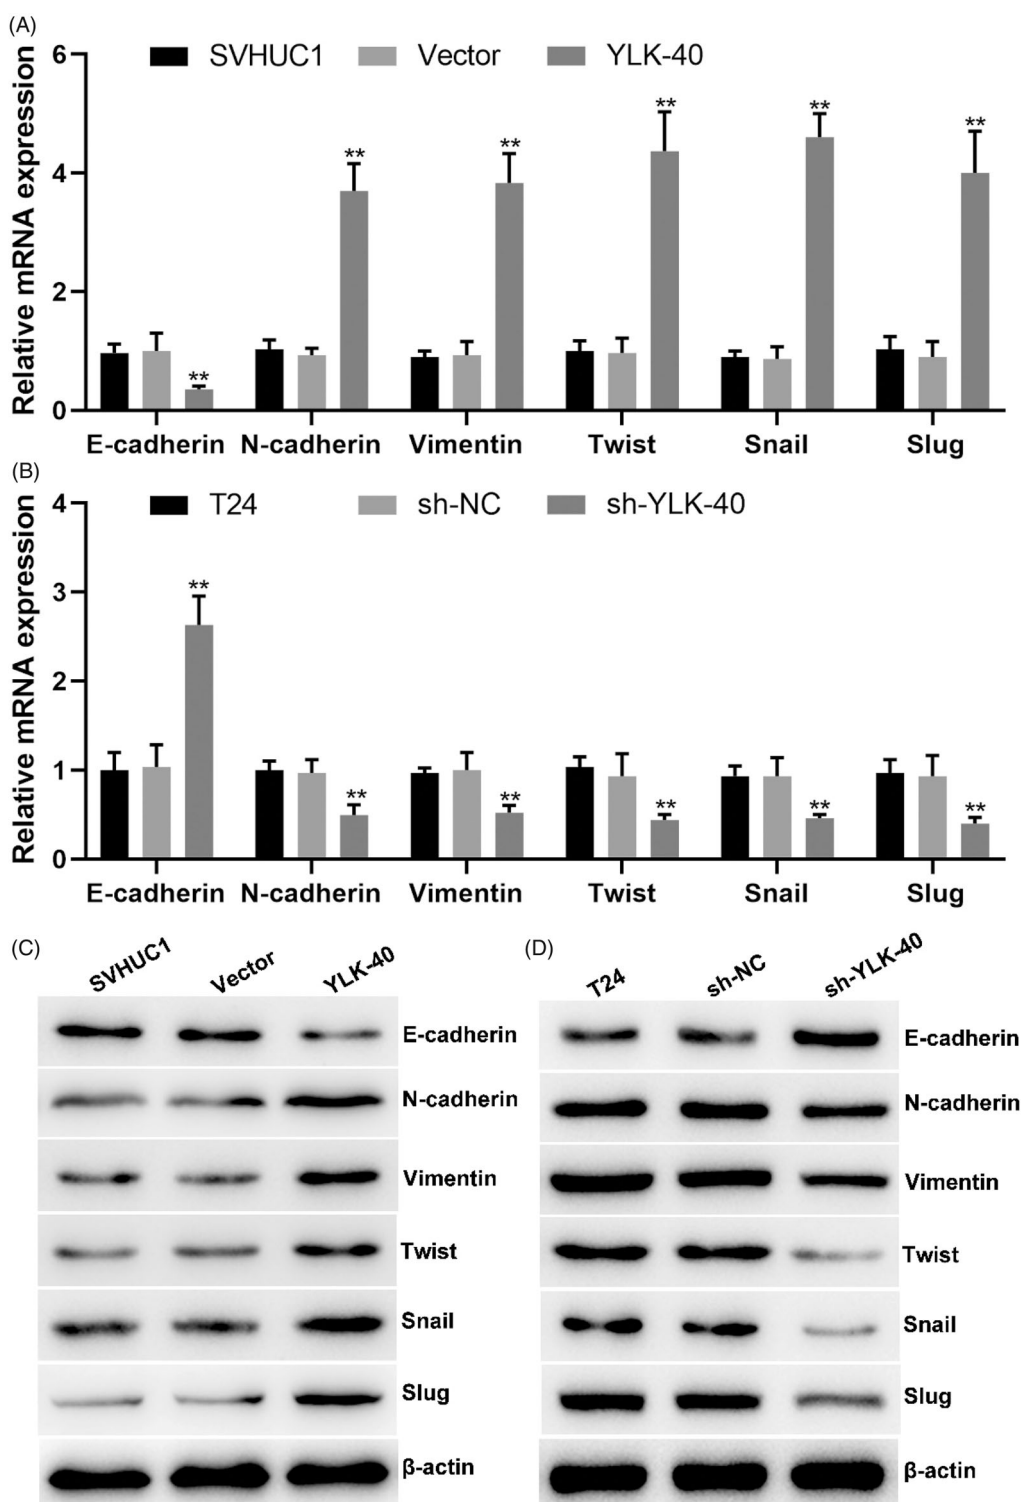 (A)
SVHUC1 Vector YLK-40
Relative mRNA expression
6
4
2
0
** ** ** ** ** **
E-cadherin N-cadherin Vimentin Twist Snail Slug
(B)
T24 sh-NC sh-YLK-40
Relative mRNA expression
4
3
2
1
0
** ** ** ** ** **
E-cadherin N-cadherin Vimentin Twist Snail Slug
(C)
SVHUC1 Vector YLK-40
E-cadherin
N-cadherin
Vimentin
Twist
Snail
Slug
β-actin
(D)
T24 sh-NC sh-YLK-40
E-cadherin
N-cadherin
Vimentin
Twist
Snail
Slug
β-actin